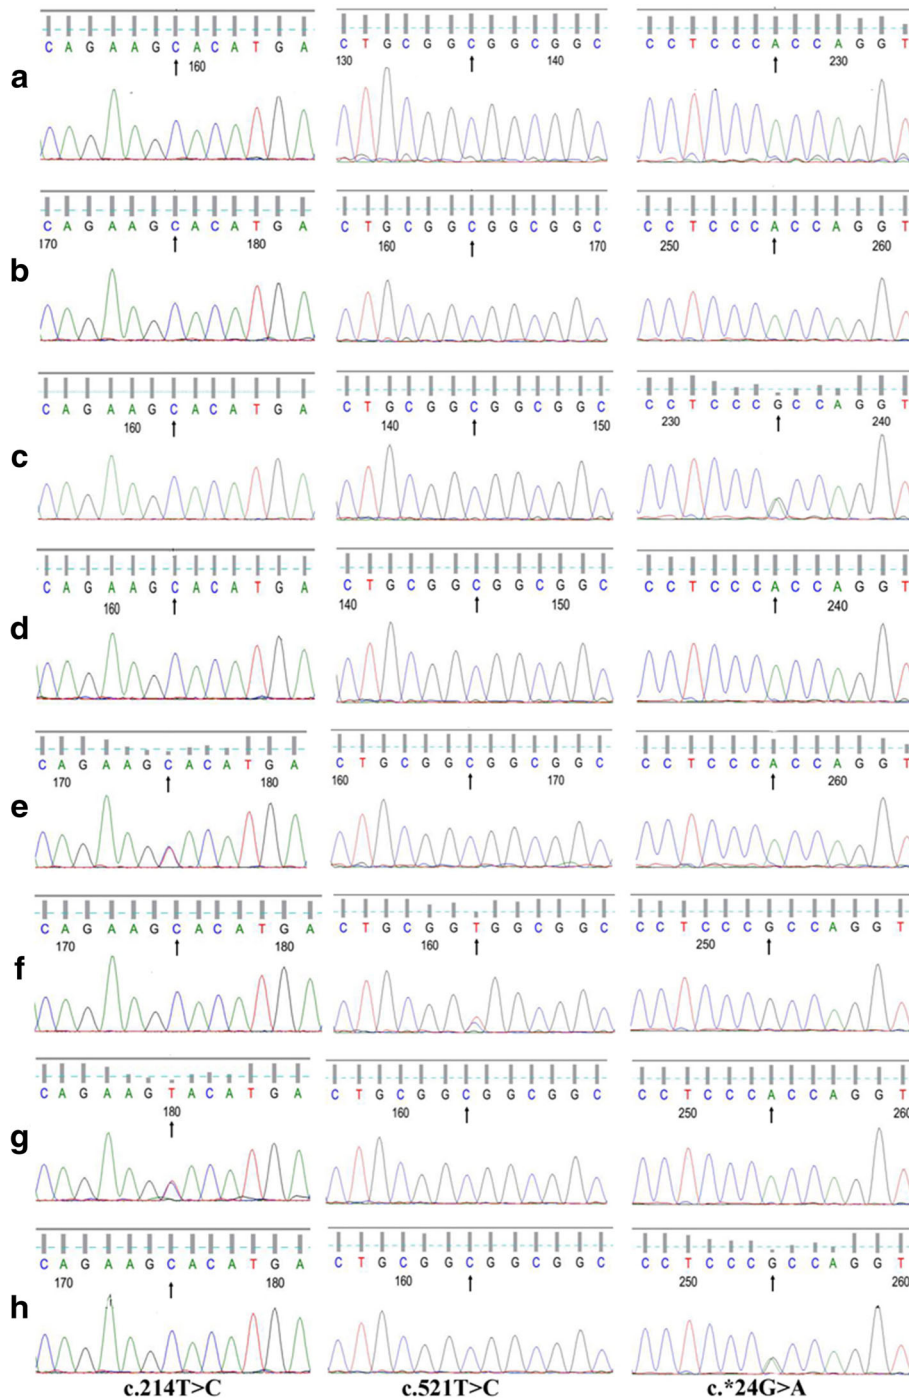 C A G A A G C A C A T G A C T G C G G C G G C G G C C C T C C C A C C A G G T
160 130 140 230
a
C A G A A G C A C A T G A C T G C G G C G G C G G C C C T C C C A C C A G G T
170 180 160 170 250 260
b
C A G A A G C A C A T G A C T G C G G C G G C G G C C C T C C C G C C A G G T
160 140 150 230 240
c
C A G A A G C A C A T G A C T G C G G C G G C G G C C C T C C C A C C A G G T
160 140 150 240
d
C A G A A G C A C A T G A C T G C G G C G G C G G C C C T C C C A C C A G G T
170 180 160 170 260
e
C A G A A G C A C A T G A C T G C G G T G G C G G C C C T C C C G C C A G G T
170 180 160 250
f
C A G A A G T A C A T G A C T G C G G C G G C G G C C C T C C C A C C A G G T
180 160 250 260
g
C A G A A G C A C A T G A C T G C G G C G G C G G C C C T C C C G C C A G G T
170 180 160 250 260
h
c.214T>C c.521T>C c.*24G>A